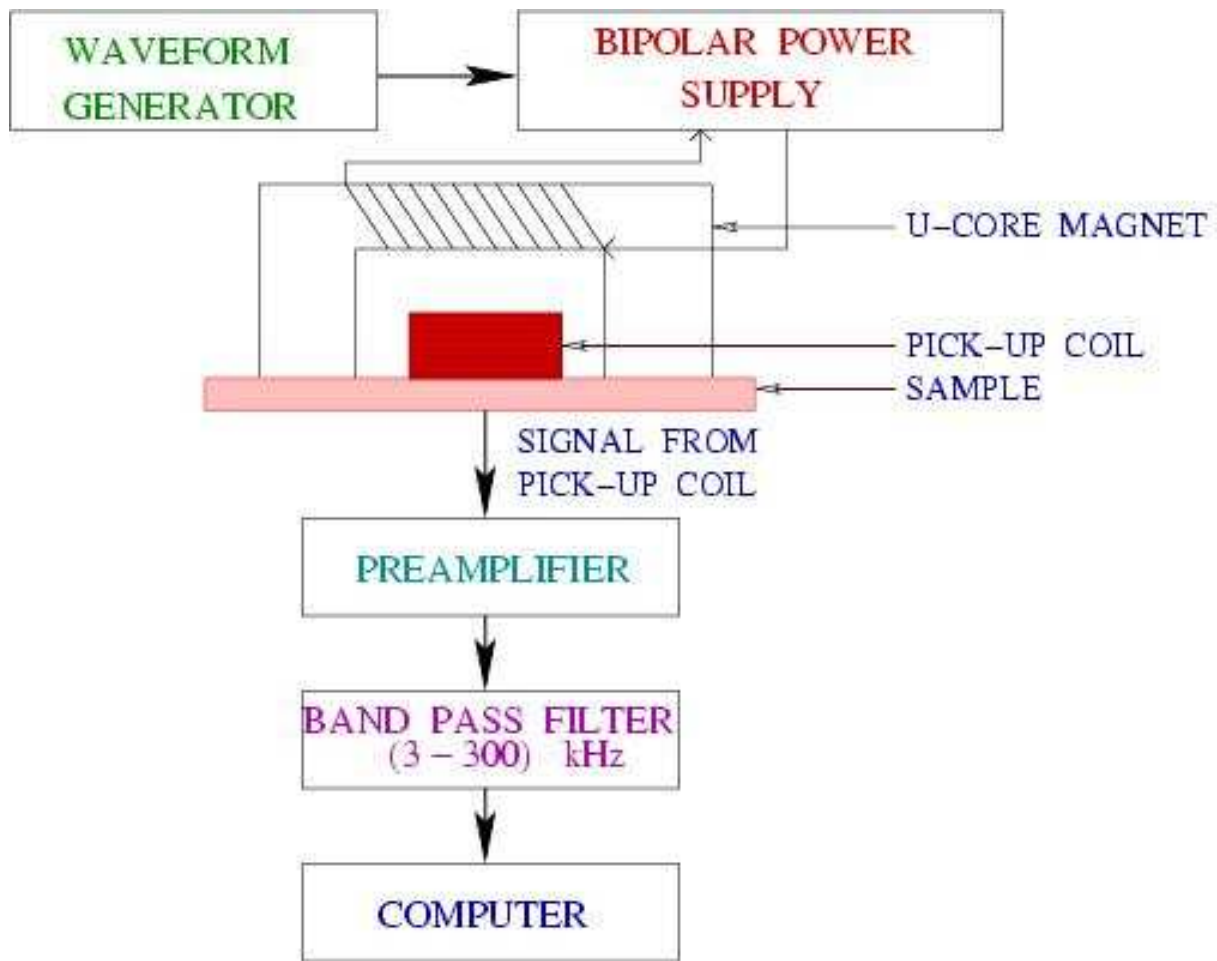 WAVEFORM
GENERATOR
BIPOLAR POWER
SUPPLY
U-CORE MAGNET
PICK-UP COIL
SAMPLE
SIGNAL FROM
PICK-UP COIL
PREAMPLIFIER
BAND PASS FILTER
(3 - 300) kHz
COMPUTER